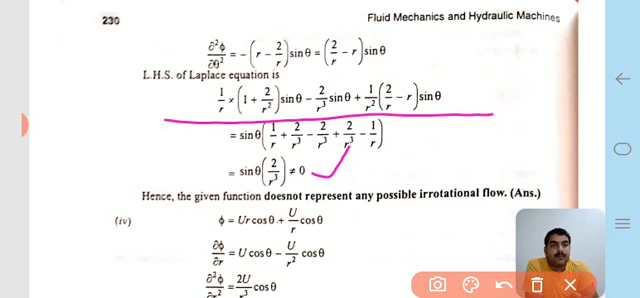 230
Fluid Mechanics and Hydraulic Machines
∂²ϕ/∂θ² = −(r − 2/r) sin θ = (2/r − r) sin θ
L.H.S. of Laplace equation is
1/r × (1 + 2/r²) sin θ − 2/r³ sin θ + 1/r² (2/r − r) sin θ
= sin θ (1/r + 2/r³ − 2/r³ + 2/r³ − 1/r)
= sin θ (2/r³) ≠ 0
Hence, the given function doesnot represent any possible irrotational flow. (Ans.)
(iv) ϕ = Ur cos θ + U/r cos θ
∂ϕ/∂r = U cos θ − U/r² cos θ
∂²ϕ/∂r² = 2U/r³ cos θ